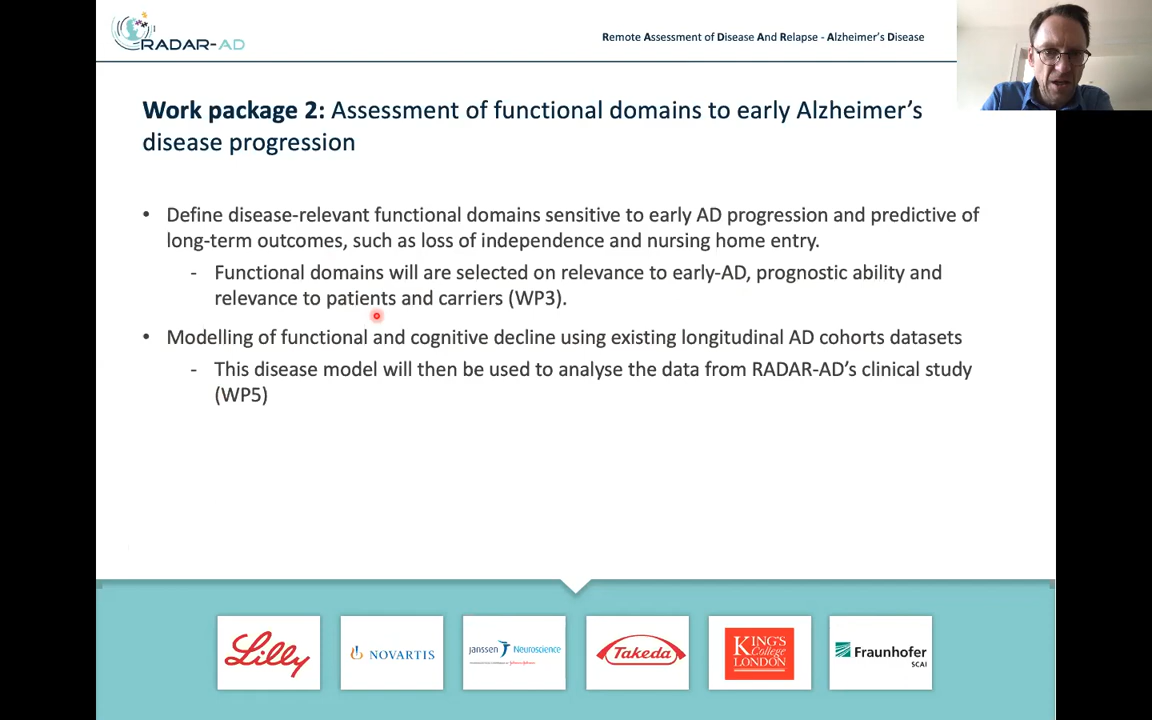 RADAR-AD
Remote Assessment of Disease And Relapse - Alzheimer's Disease
Work package 2: Assessment of functional domains to early Alzheimer's
disease progression
• Define disease-relevant functional domains sensitive to early AD progression and predictive of
long-term outcomes, such as loss of independence and nursing home entry.
- Functional domains will are selected on relevance to early-AD, prognostic ability and
relevance to patients and carriers (WP3).
• Modelling of functional and cognitive decline using existing longitudinal AD cohorts datasets
- This disease model will then be used to analyse the data from RADAR-AD's clinical study
(WP5)
Lilly
NOVARTIS
janssen Neuroscience
Takeda
KING'S
College
LONDON
Fraunhofer
SCAI